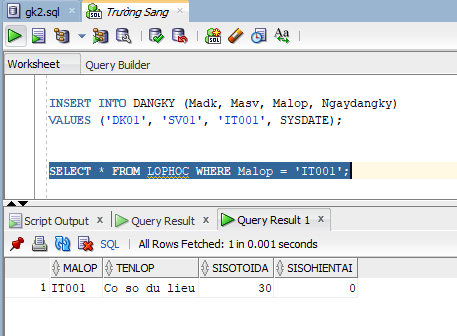 gk2.sql Trường Sang
Worksheet Query Builder
INSERT INTO DANGKY (Madk, Masv, Malop, Ngaydangky)
VALUES ('DK01', 'SV01', 'IT001', SYSDATE);
SELECT * FROM LOPHOC WHERE Malop = 'IT001';
Script Output x Query Result x Query Result 1 x
SQL | All Rows Fetched: 1 in 0.001 seconds
MALOP TENLOP SISOTOIDA SISOHIENTAI
1 IT001 Co so du lieu 30 0